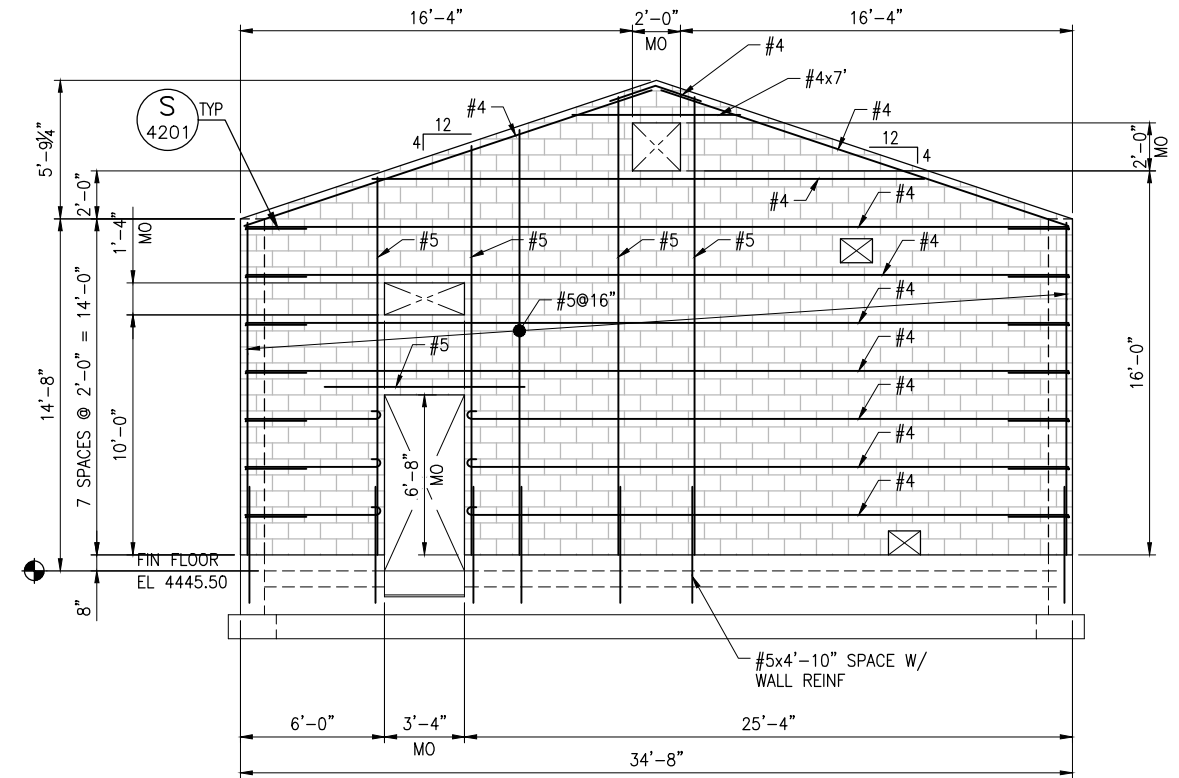 16'-4"
2'-0"
16'-4"
MO
#4
#4x7'
S
4201
TYP
#4
12
4
#4
12
4
5'-9¼"
2'-0"
MO
2'-0"
#4
#4
1'-4"
MO
#5
#5
#5
#5
#4
#5@16"
#4
#5
#4
#4
#4
#4
14'-8"
7 SPACES @ 2'-0" = 14'-0"
10'-0"
6'-8"
MO
16'-0"
FIN FLOOR
EL 4445.50
8"
#5x4'-10" SPACE W/
WALL REINF
6'-0"
3'-4"
MO
25'-4"
34'-8"